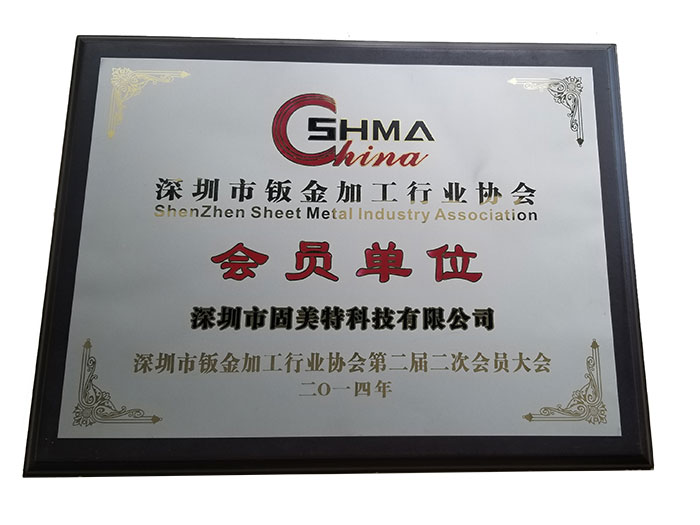 SHMA
China
深圳市钣金加工行业协会
ShenZhen Sheet Metal Industry Association
会员单位
深圳市固美特科技有限公司
深圳市钣金加工行业协会第二届二次会员大会
二O一四年